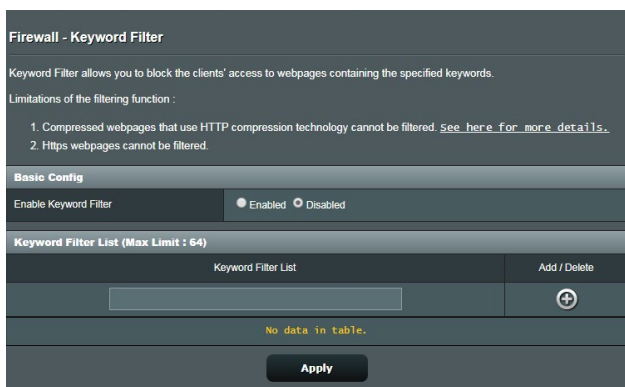 Firewall - Keyword Filter
Keyword Filter allows you to block the clients' access to webpages containing the specified keywords.
Limitations of the filtering function :
1. Compressed webpages that use HTTP compression technology cannot be filtered. See here for more details.
2. Https webpages cannot be filtered.
Basic Config
Enable Keyword Filter Enabled Disabled
Keyword Filter List (Max Limit : 64)
Keyword Filter List Add / Delete
No data in table.
Apply